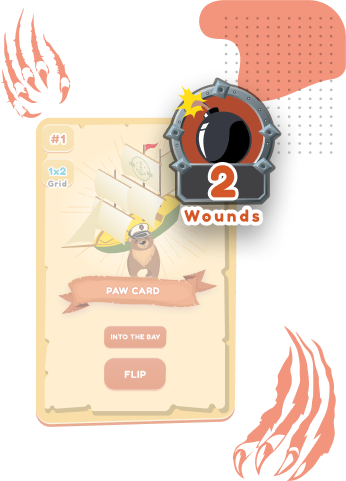 #1
1x2
Grid
2
Wounds
PAW CARD
INTO THE BAY
FLIP